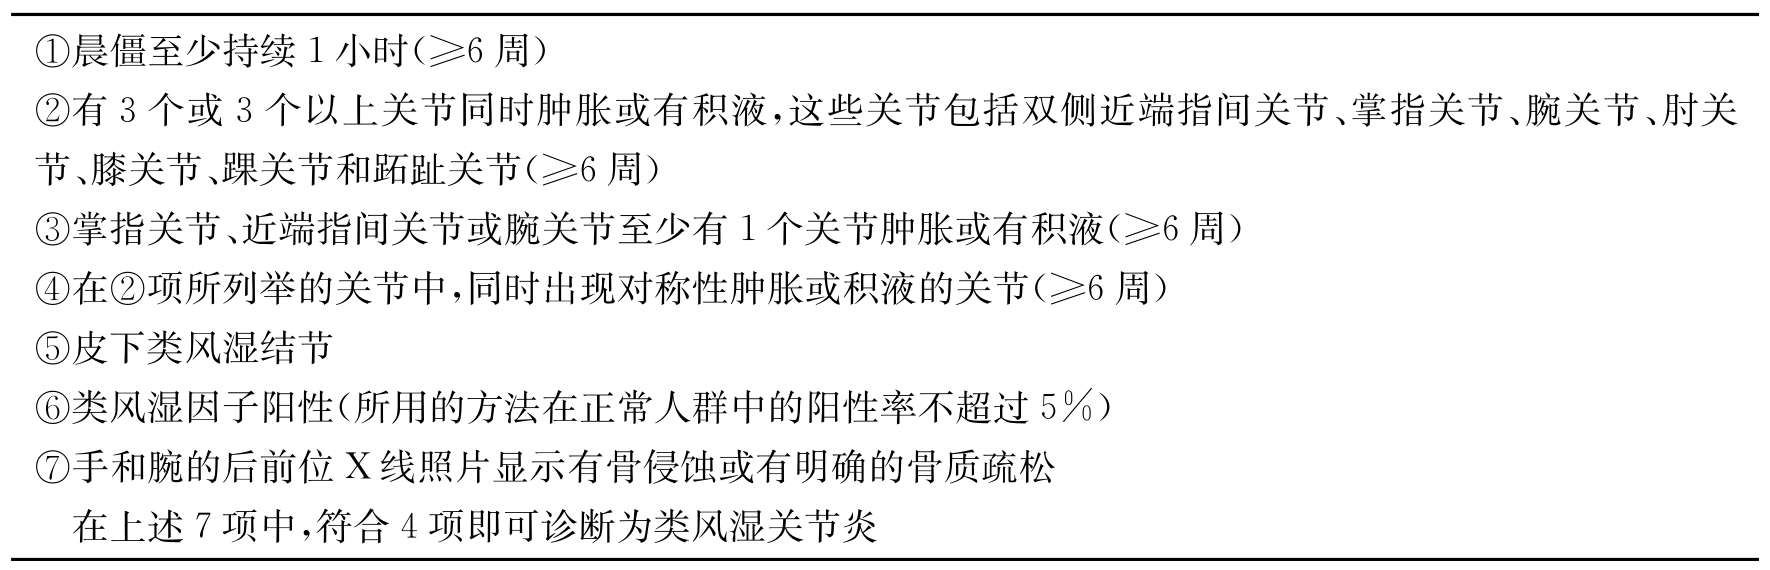 ①晨僵至少持续1小时(≥6周)
②有3个或3个以上关节同时肿胀或有积液,这些关节包括双侧近端指间关节、掌指关节、腕关节、肘关
节、膝关节、踝关节和跖趾关节(≥6周)
③掌指关节、近端指间关节或腕关节至少有1个关节肿胀或有积液(≥6周)
④在②项所列举的关节中,同时出现对称性肿胀或积液的关节(≥6周)
⑤皮下类风湿结节
⑥类风湿因子阳性(所用的方法在正常人群中的阳性率不超过5%)
⑦手和腕的后前位X线照片显示有骨侵蚀或有明确的骨质疏松
在上述7项中,符合4项即可诊断为类风湿关节炎